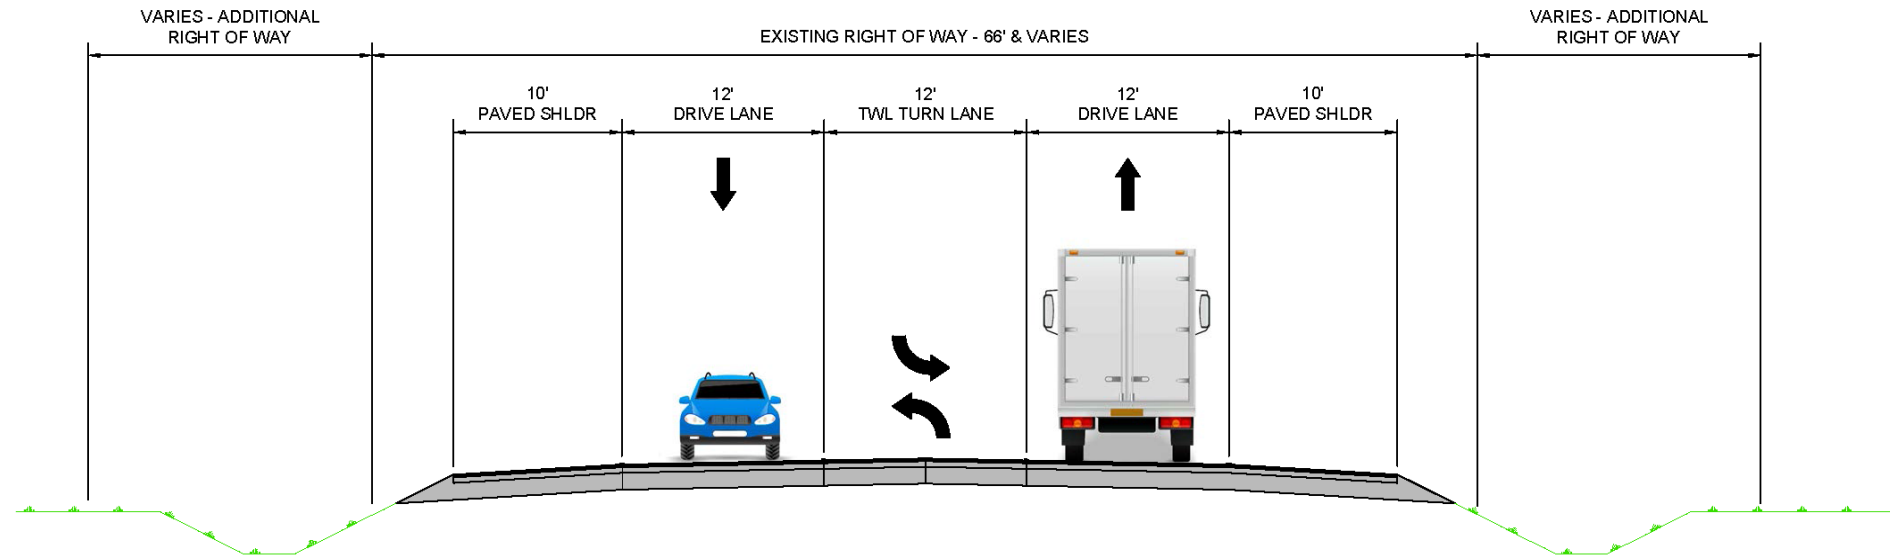 VARIES - ADDITIONAL
RIGHT OF WAY
EXISTING RIGHT OF WAY - 66' & VARIES
VARIES - ADDITIONAL
RIGHT OF WAY
10'
PAVED SHLDR
12'
DRIVE LANE
12'
TWL TURN LANE
12'
DRIVE LANE
10'
PAVED SHLDR